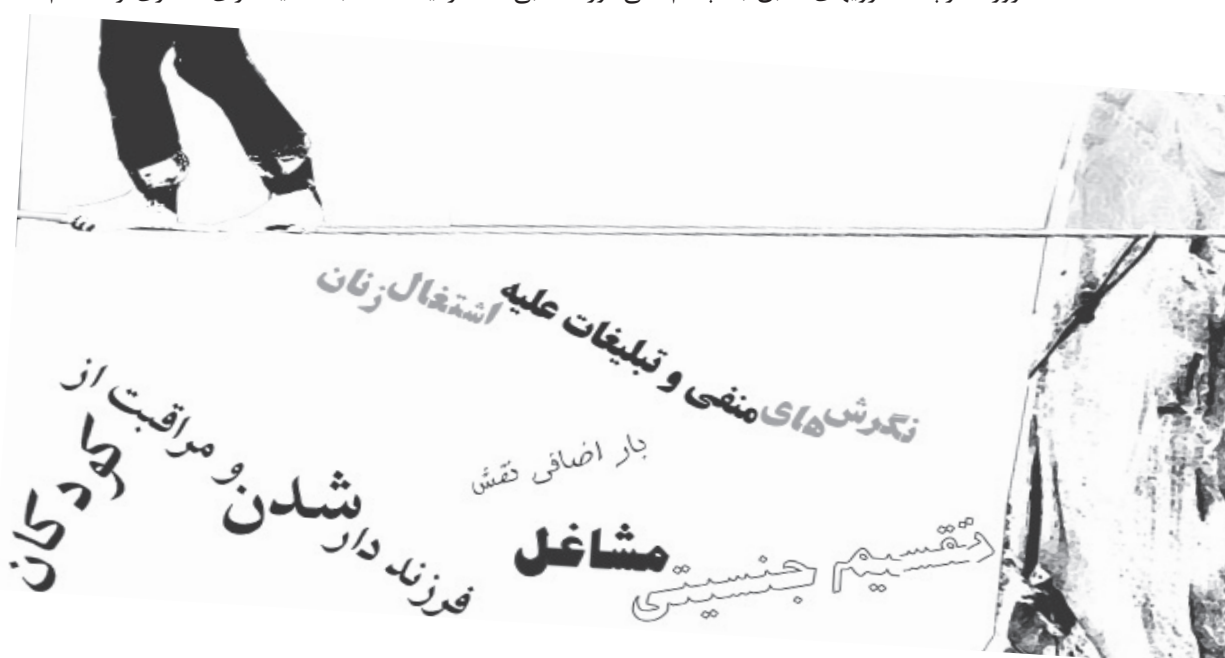 نگرش‌های منفی و تبلیغات علیه اشتغال زنان
بار اضافی نقش
فرزند دار شدن و مراقبت از کودکان
تقسیم جنسیتی مشاغل